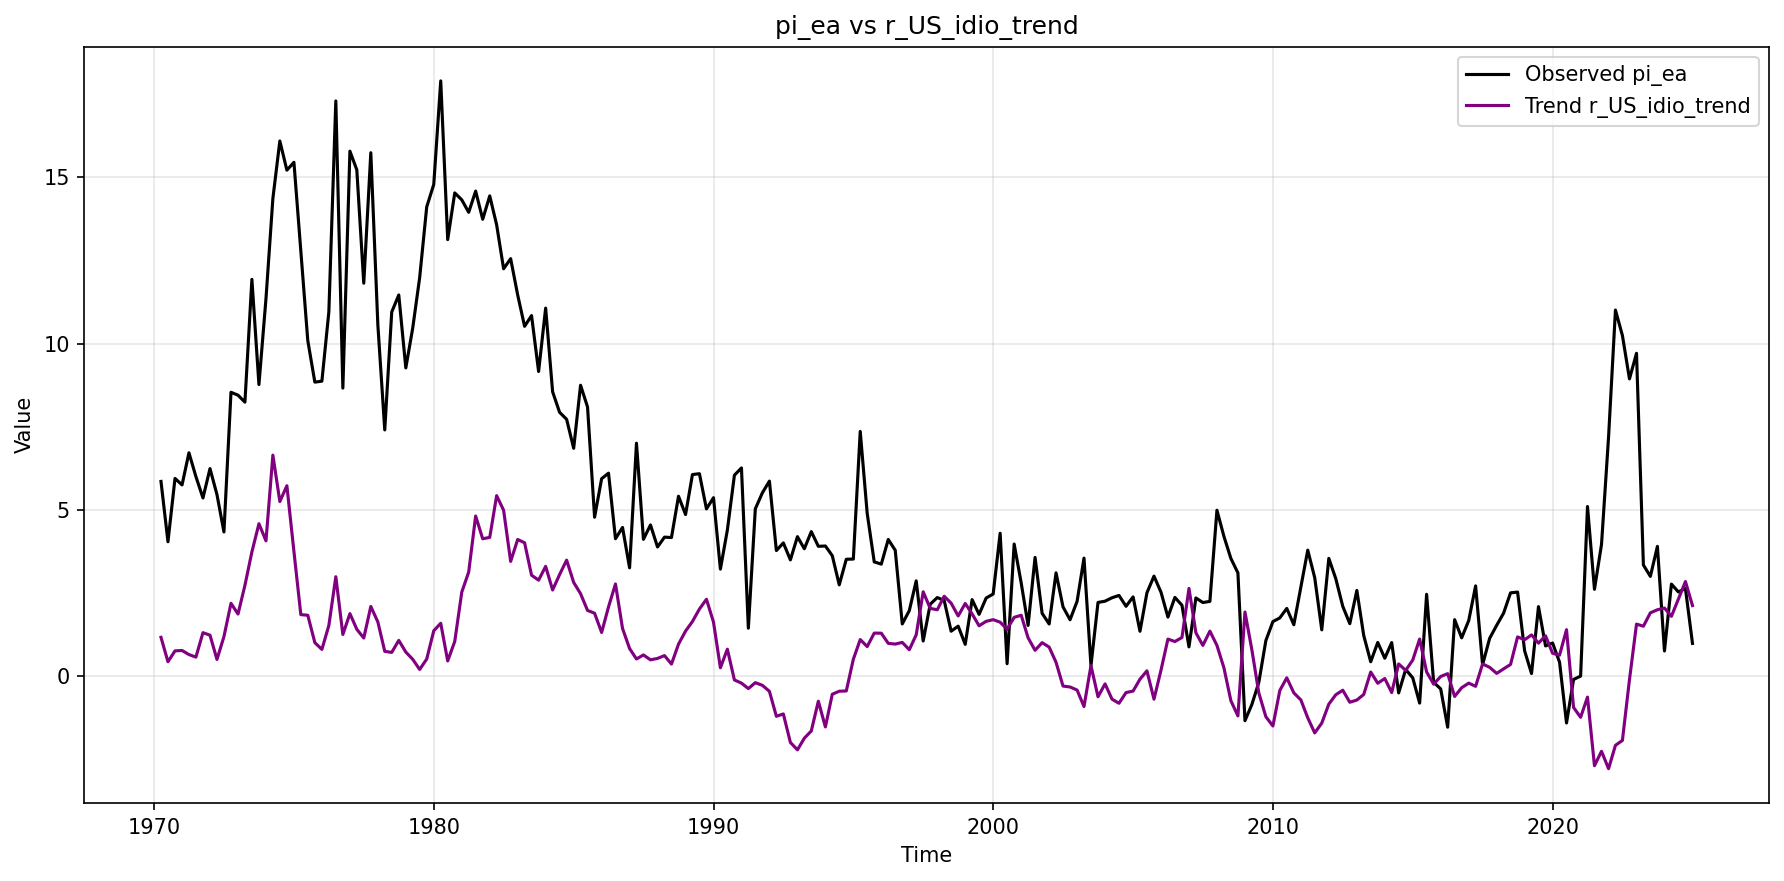 pi_ea vs r_US_idio_trend
Observed pi_ea
Trend r_US_idio_trend
Value
15
10
5
0
1970
1980
1990
2000
2010
2020
Time